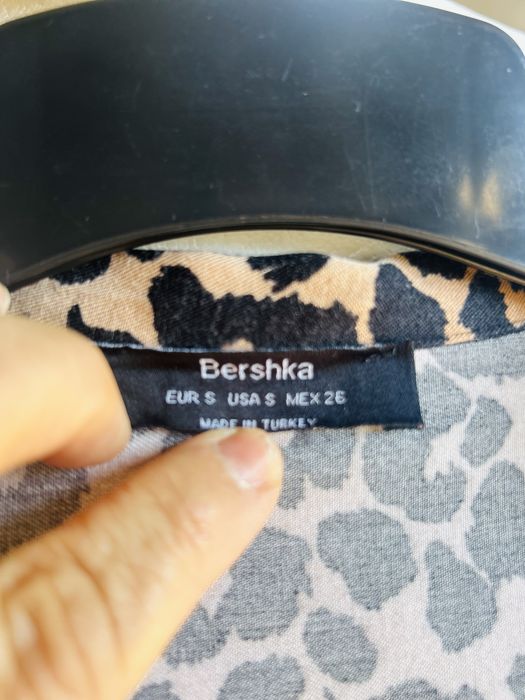 Bershka
EUR S USA S MEX 26
MADE IN TURKEY